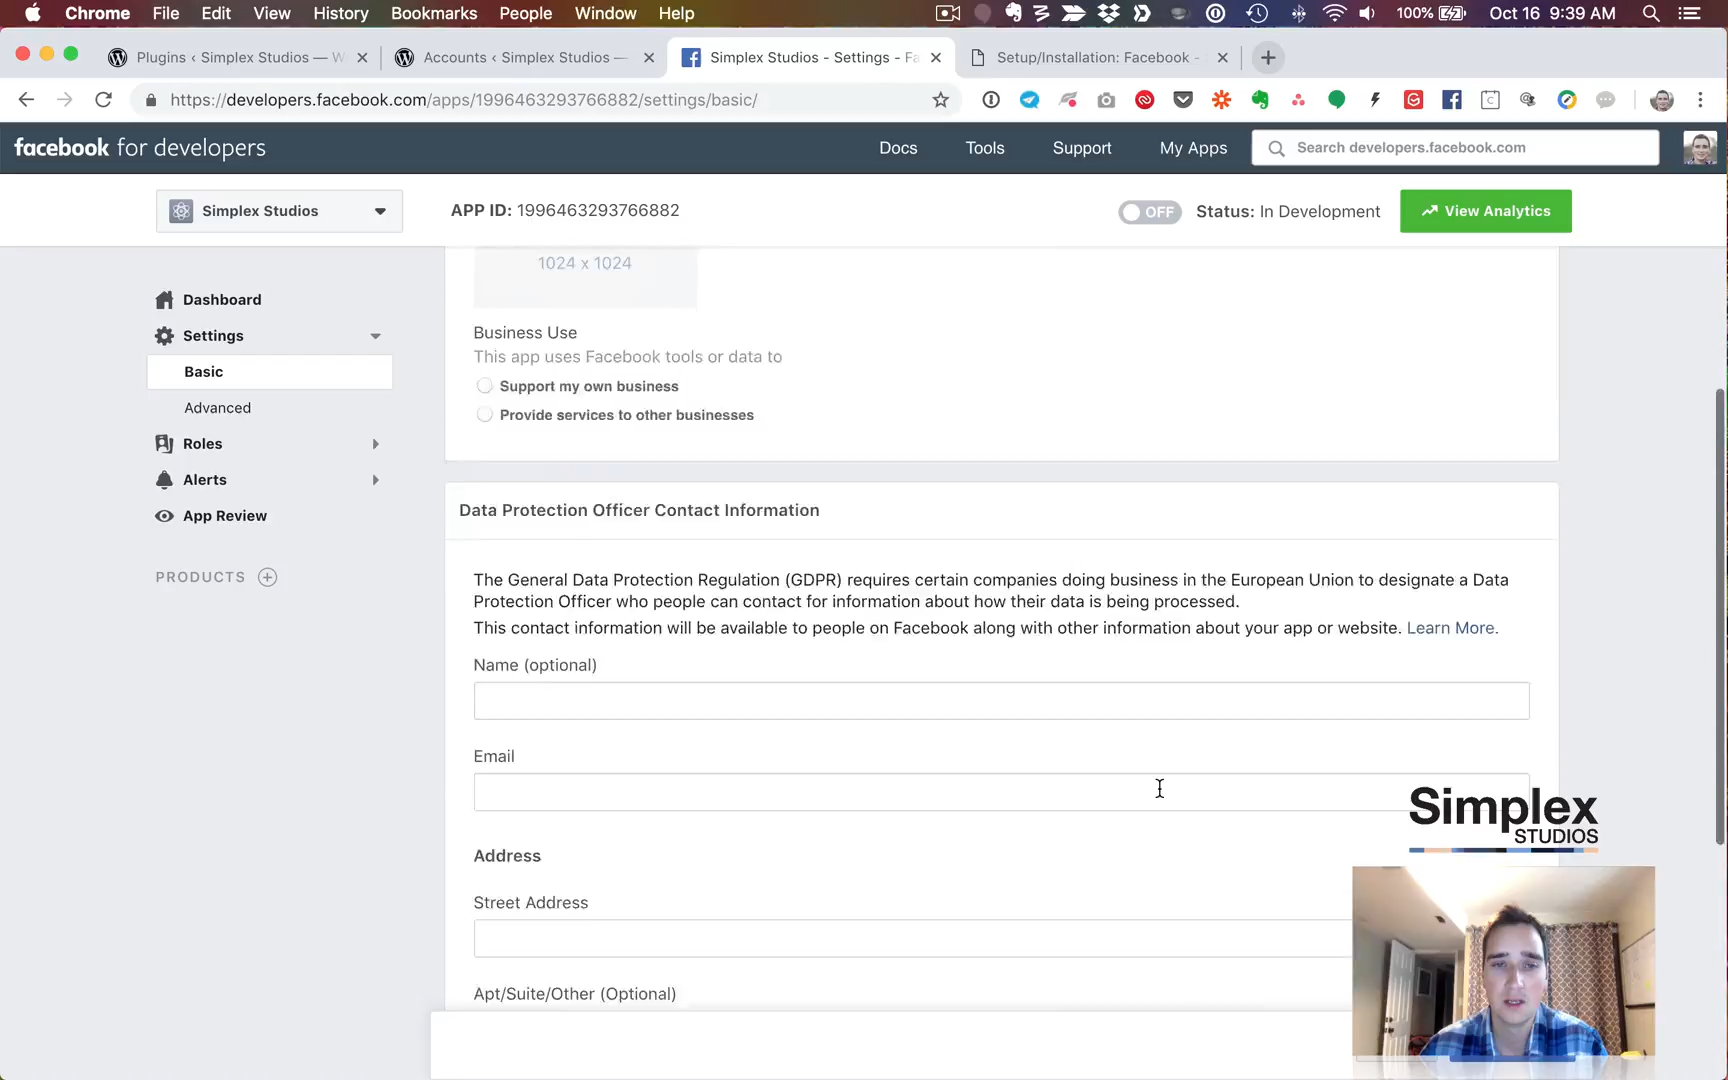 Chrome File Edit View History Bookmarks People Window Help 100% Oct 16 9:39 AM
Plugins ‹ Simplex Studios — W
Accounts ‹ Simplex Studios —
Simplex Studios - Settings - Fa
Setup/Installation: Facebook -
https://developers.facebook.com/apps/1996463293766882/settings/basic/
facebook for developers
Docs Tools Support My Apps Search developers.facebook.com
Simplex Studios
APP ID: 1996463293766882
OFF Status: In Development
View Analytics
Dashboard
Settings
Basic
Advanced
Roles
Alerts
App Review
PRODUCTS
1024 x 1024
Business Use
This app uses Facebook tools or data to
Support my own business
Provide services to other businesses
Data Protection Officer Contact Information
The General Data Protection Regulation (GDPR) requires certain companies doing business in the European Union to designate a Data
Protection Officer who people can contact for information about how their data is being processed.
This contact information will be available to people on Facebook along with other information about your app or website. Learn More.
Name (optional)
Email
Address
Street Address
Apt/Suite/Other (Optional)
Simplex
STUDIOS